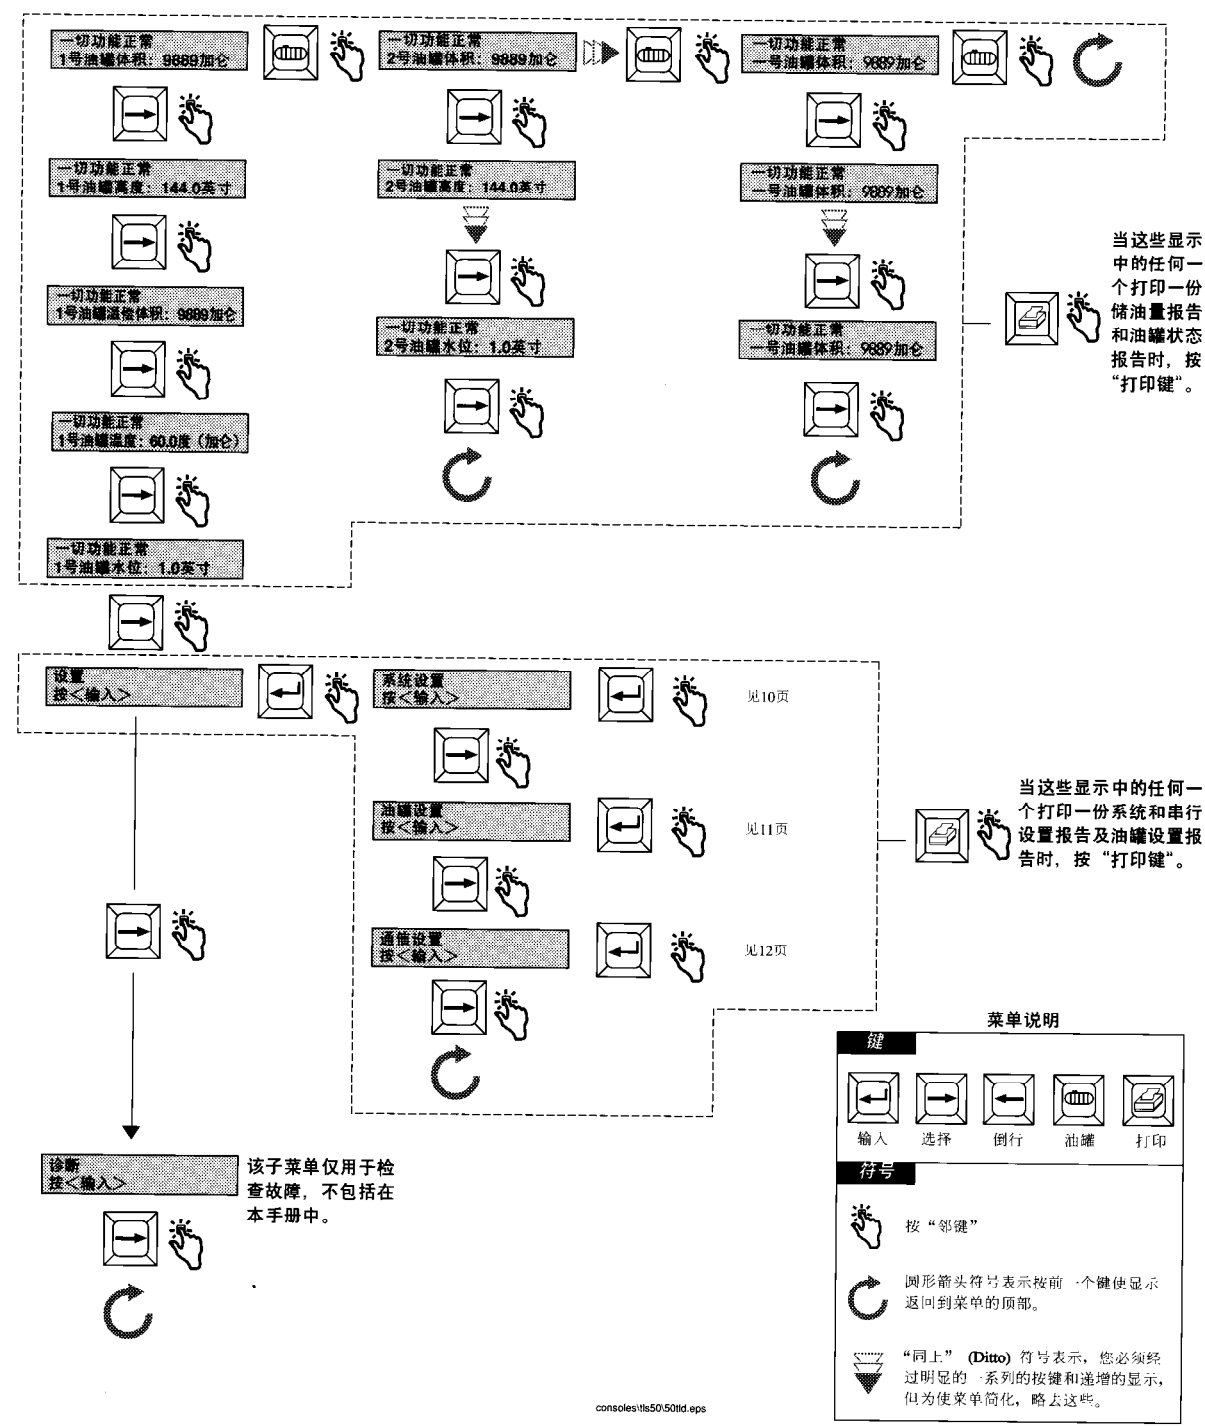 一切功能正常
1号油罐体积：9889加仑
一切功能正常
2号油罐体积：9889加仑
一切功能正常
一号油罐体积：9889加仑
一切功能正常
1号油罐高度：144.0英寸
一切功能正常
2号油罐高度：144.0英寸
一切功能正常
一号油罐体积：9889加仑
当这些显示
中的任何一
个打印一份
储油量报告
和油罐状态
报告时，按
“打印键“。
一切功能正常
1号油罐温偿体积：9889加仑
一切功能正常
2号油罐水位：1.0英寸
一切功能正常
一号油罐体积：9889加仑
一切功能正常
1号油罐温度：60.0度（加仑）
一切功能正常
1号油罐水位：1.0英寸
设置
按＜输入＞
系统设置
按＜输入＞
见10页
油罐设置
按＜输入＞
见11页
当这些显示中的任何一
个打印一份系统和串行
设置报告及油罐设置报
告时，按“打印键“。
通信设置
按＜输入＞
见12页
诊断
按＜输入＞
该子菜单仅用于检
查故障，不包括在
本手册中。
菜单说明
键
输入 选择 倒行 油罐 打印
符号
按“邻键”
圆形箭头符号表示按前一个键使显示
返回到菜单的顶部。
“同上” (Ditto) 符号表示，您必须经
过明显的一系列的按键和递增的显示，
但为使菜单简化，略去这些。
consoles\tls50\50tld.eps